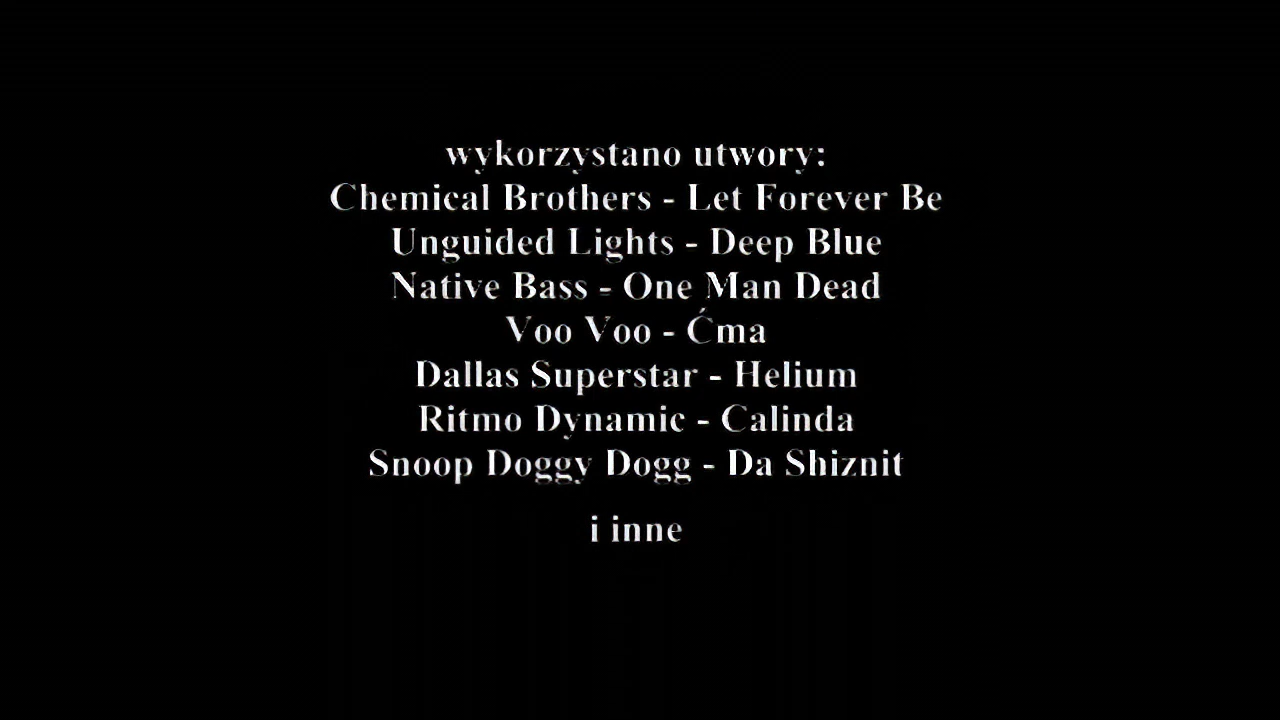 wykorzystano utwory:
Chemical Brothers - Let Forever Be
Unguided Lights - Deep Blue
Native Bass - One Man Dead
Voo Voo - Ćma
Dallas Superstar - Helium
Ritmo Dynamic - Calinda
Snoop Doggy Dogg - Da Shiznit
i inne